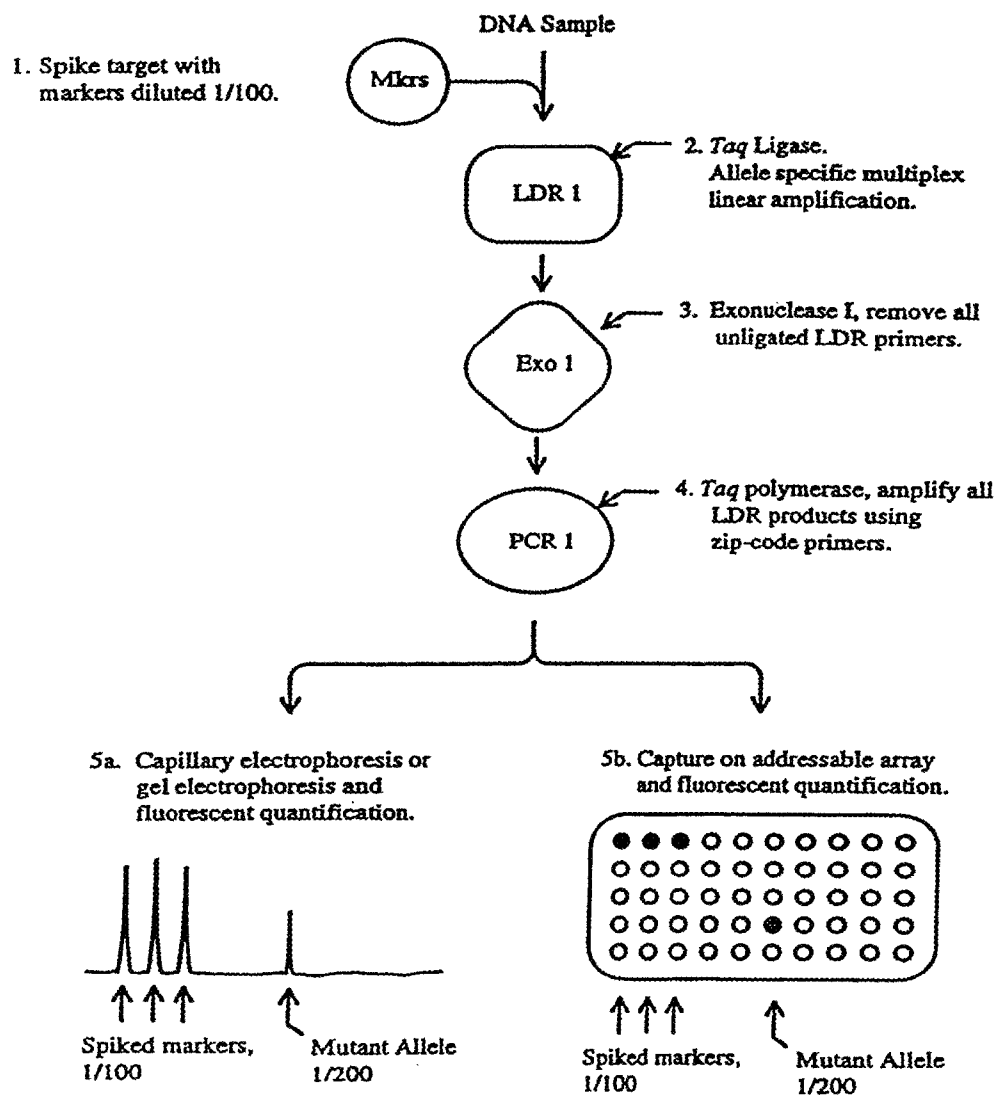 DNA Sample
1. Spike target with
markers diluted 1/100.
Mkrs
2. Taq Ligase.
Allele specific multiplex
linear amplification.
LDR 1
3. Exonuclease I, remove all
unligated LDR primers.
Exo 1
4. Taq polymerase, amplify all
LDR products using
zip-code primers.
PCR 1
5a. Capillary electrophoresis or
gel electrophoresis and
fluorescent quantification.
5b. Capture on addressable array
and fluorescent quantification.
Spiked markers,
1/100
Mutant Allele
1/200
Spiked markers,
1/100
Mutant Allele
1/200